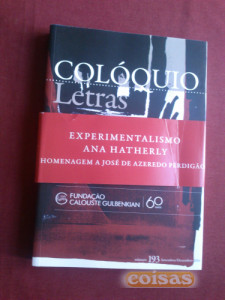 COLÓQUIO
Letras
EXPERIMENTALISMO
ANA HATHERLY
HOMENAGEM A JOSÉ DE AZEREDO PERDIGÃO
FUNDAÇÃO
CALOUSTE GULBENKIAN
60
193
coisas